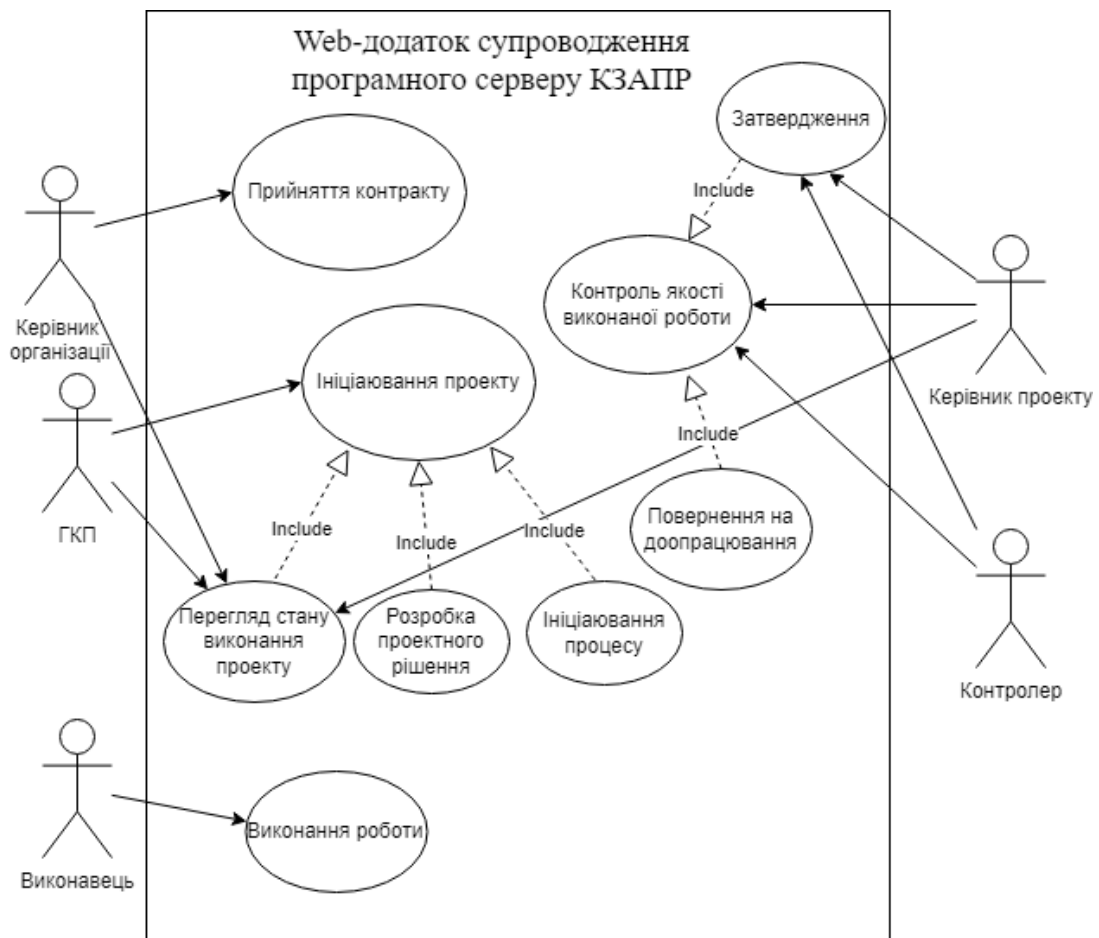 Web-додаток супроводження
програмного серверу КЗАПР
Затвердження
Include
Прийняття контракту
Контроль якості
виконаної роботи
Керівник
організації
Ініціаювання проекту
Керівник проекту
Include
ГКП
Include
Include
Include
Повернення на
доопрацювання
Перегляд стану
виконання
проекту
Розробка
проектного
рішення
Ініціаювання
процесу
Контролер
Виконання роботи
Виконавець